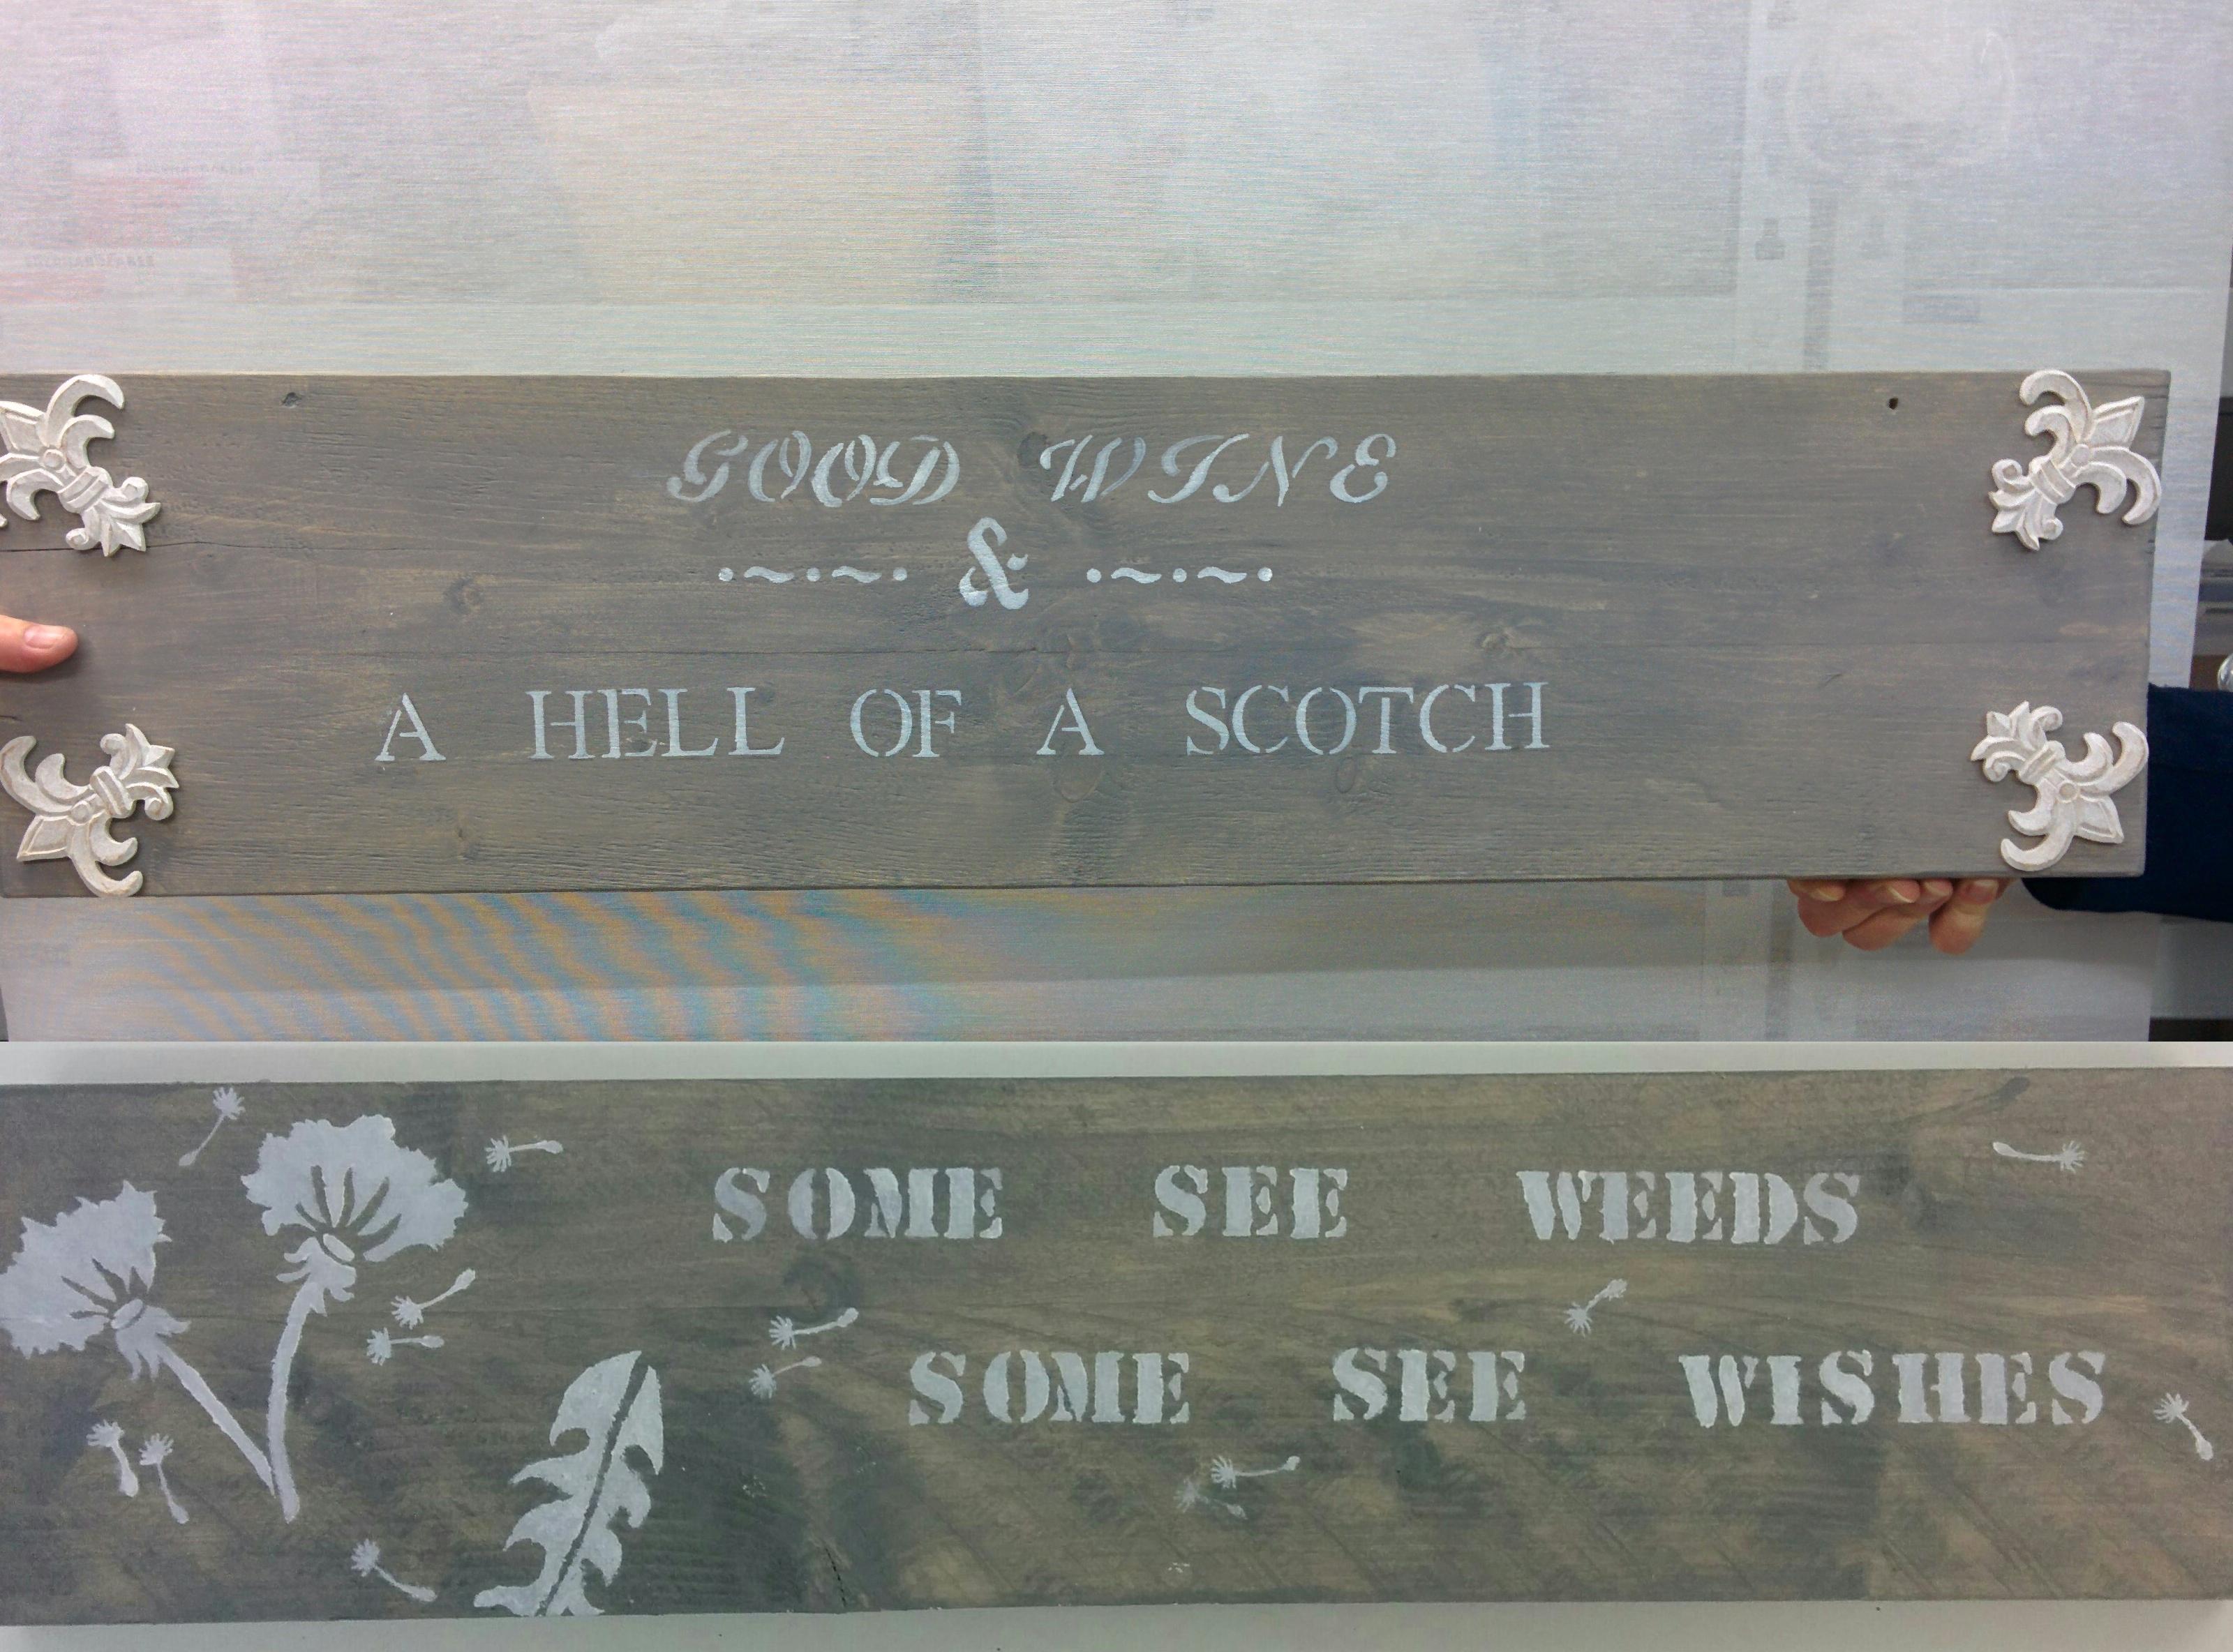 GOOD WINE
&
A HELL OF A SCOTCH
SOME SEE WEEDS
SOME SEE WISHES